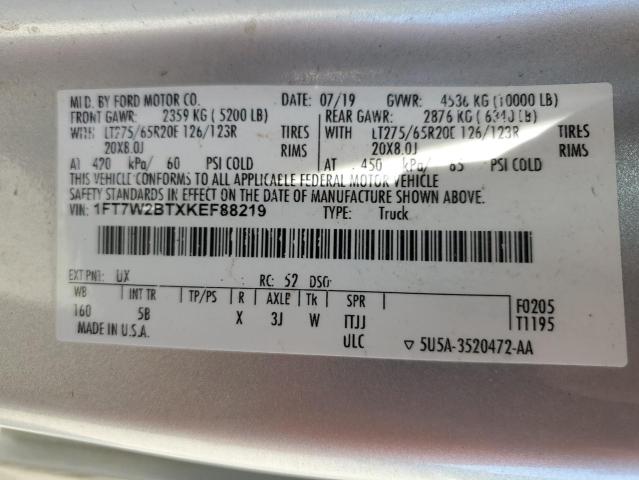 MFD. BY FORD MOTOR CO. DATE: 07/19 GVWR: 4536 KG (10000 LB)
FRONT GAWR: 2359 KG (5200 LB) REAR GAWR: 2876 KG (6340 LB)
WITH LT275/65R20E 126/123R TIRES WITH LT275/65R20E 126/123R TIRES
20X8.0J RIMS 20X8.0J RIMS
AT 420 kPa/ 60 PSI COLD AT 450 kPa/ 65 PSI COLD
THIS VEHICLE CONFORMS TO ALL APPLICABLE FEDERAL MOTOR VEHICLE
SAFETY STANDARDS IN EFFECT ON THE DATE OF MANUFACTURE SHOWN ABOVE.
VIN: 1FT7W2BTXKEF88219 TYPE: Truck
EXT PNT: UX RC: 52 DSO:
WB INT TR TP/PS R AXLE Tk SPR
160 5B X 3J W ITJJ
F0205
T1195
MADE IN U.S.A. ULC ▽ 5U5A-3520472-AA